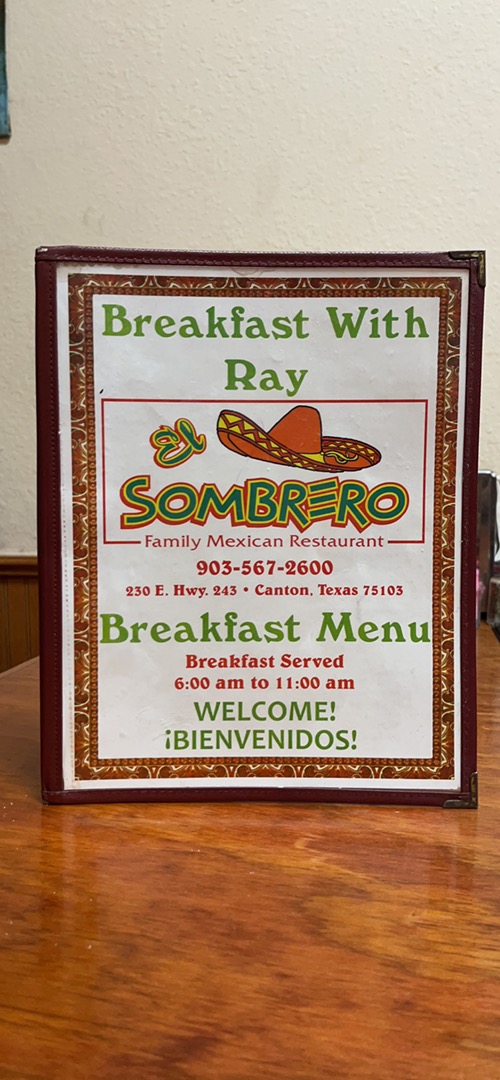 Breakfast With
Ray
El
SOMBRERO
Family Mexican Restaurant
903-567-2600
230 E. Hwy. 243 • Canton, Texas 75103
Breakfast Menu
Breakfast Served
6:00 am to 11:00 am
WELCOME!
¡BIENVENIDOS!